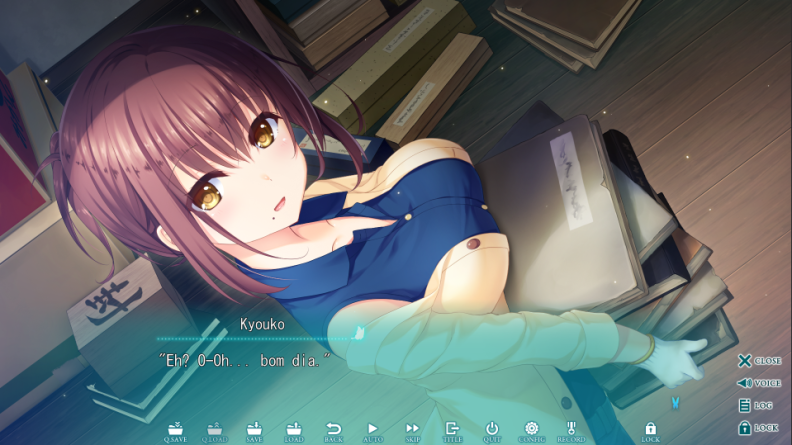 Kyouko
"Eh? O-Oh... bom dia."
CLOSE
VOICE
LOG
LOCK
Q.SAVE Q.LOAD SAVE LOAD BACK AUTO SKIP TITLE QUIT CONFIG RECORD LOCK